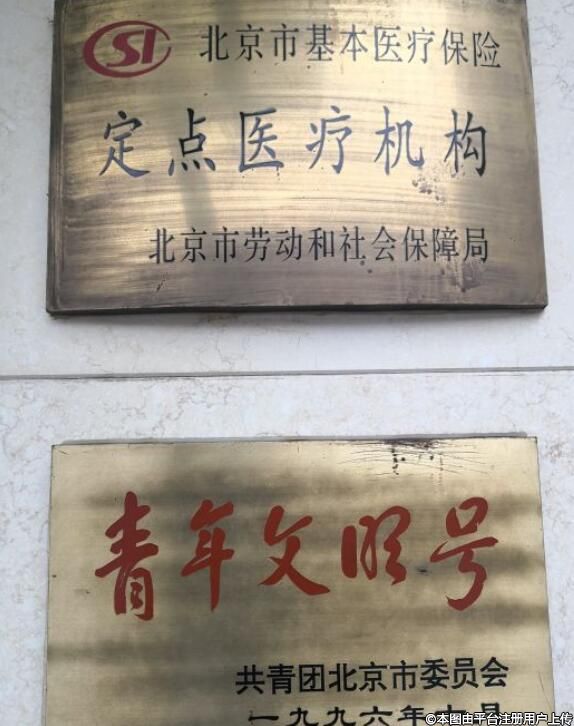 SI 北京市基本医疗保险
定点医疗机构
北京市劳动和社会保障局
青年文明号
共青团北京市委员会
一九九六年十月
©本图由平台注册用户上传